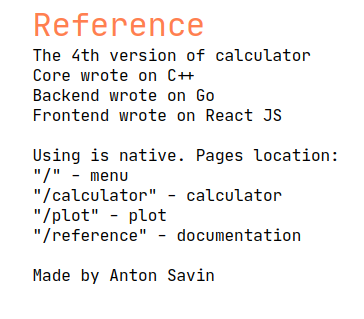 Reference
The 4th version of calculator
Core wrote on C++
Backend wrote on Go
Frontend wrote on React JS
Using is native. Pages location:
"/" - menu
"/calculator" - calculator
"/plot" - plot
"/reference" - documentation
Made by Anton Savin